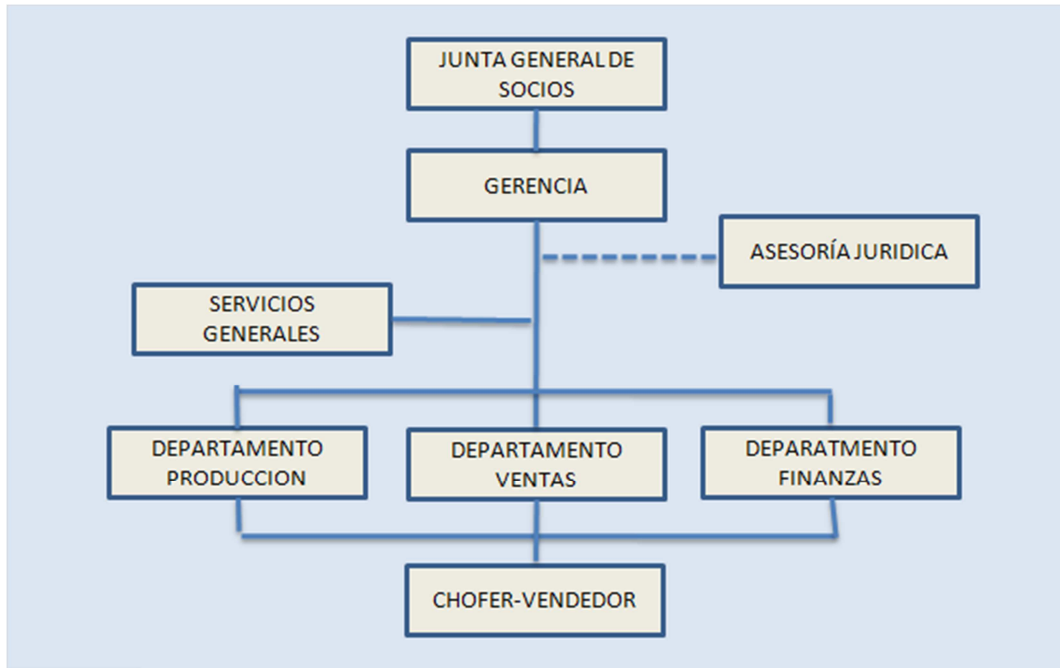 JUNTA GENERAL DE
SOCIOS
GERENCIA
ASESORÍA JURIDICA
SERVICIOS
GENERALES
DEPARTAMENTO
PRODUCCION
DEPARTAMENTO
VENTAS
DEPARATMENTO
FINANZAS
CHOFER-VENDEDOR